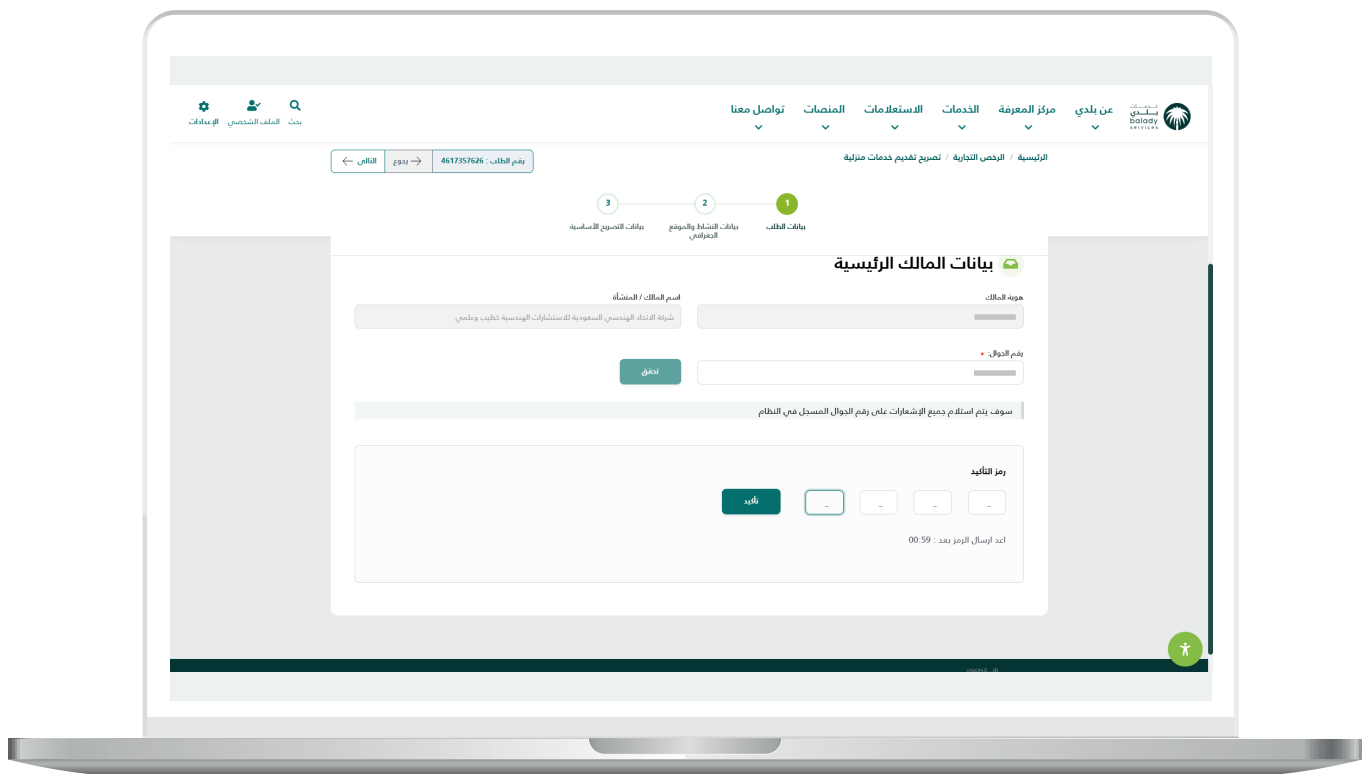 خدمات
بلدي
balady
services
عن بلدي
مركز المعرفة
الخدمات
الاستعلامات
المنصات
تواصل معنا
بحث
الملف الشخصي
الإعدادات
الرئيسية / الرخص التجارية / تصريح تقديم خدمات منزلية
رقم الطلب : 4617357626
رجوع
التالي
1
2
3
بيانات الطلب
بيانات النشاط والموقع
الجغرافي
بيانات التصريح الأساسية
بيانات المالك الرئيسية
هوية المالك
اسم المالك / المنشأة
شركة الاتحاد الهندسي السعودية للاستشارات الهندسية خطيب وعلمي
رقم الجوال: •
تحقق
سوف يتم استلام جميع الإشعارات على رقم الجوال المسجل في النظام
رمز التأكيد
_ _ _ _
تأكيد
اعد ارسال الرمز بعد : 00:59